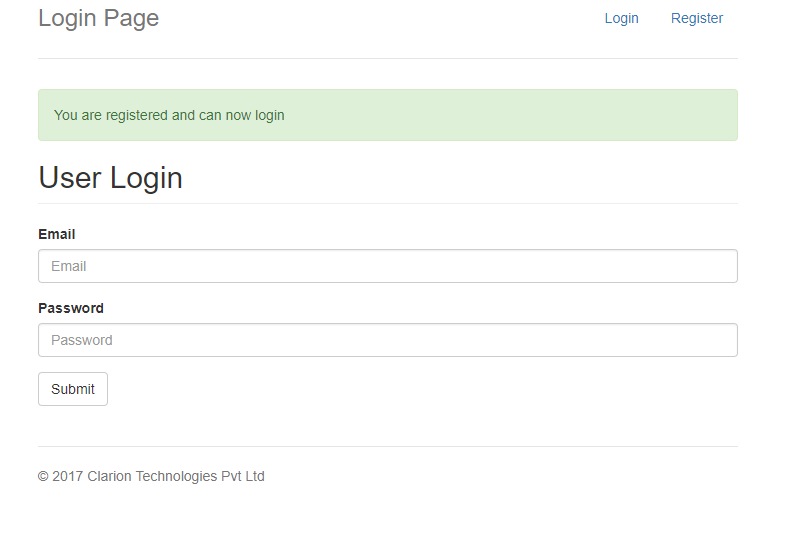 Login Page
Login
Register
You are registered and can now login
User Login
Email
Email
Password
Password
Submit
© 2017 Clarion Technologies Pvt Ltd